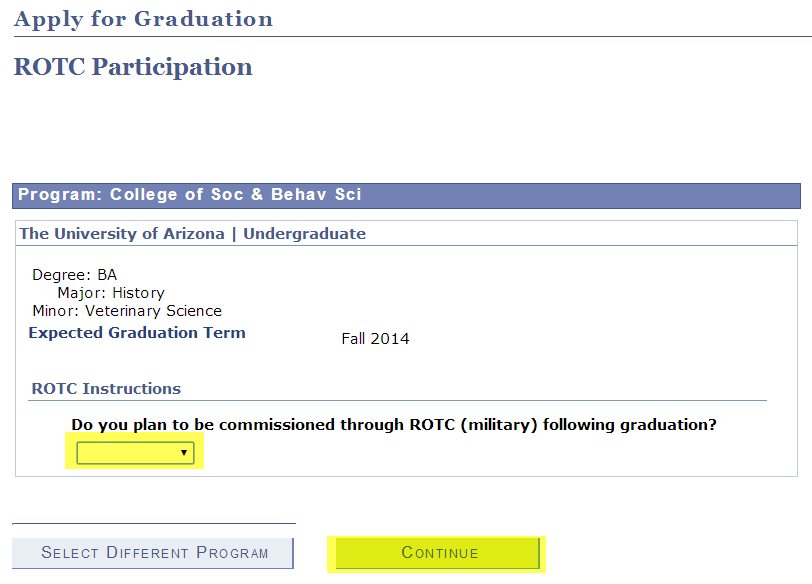 Apply for Graduation
ROTC Participation
Program: College of Soc & Behav Sci
The University of Arizona | Undergraduate
Degree: BA
Major: History
Minor: Veterinary Science
Expected Graduation Term Fall 2014
ROTC Instructions
Do you plan to be commissioned through ROTC (military) following graduation?
Select Different Program Continue